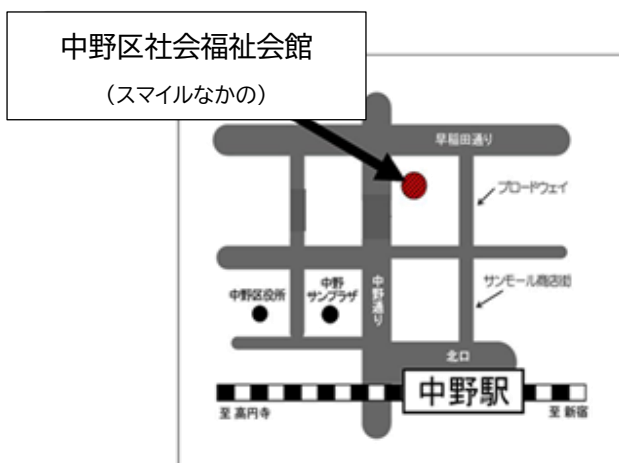 中野区社会福祉会館
（スマイルなかの）
早稲田通り
ブロードウェイ
サンモール商店街
中野区役所
中野
サンプラザ
中野通り
北口
中野駅
至 高円寺
至 新宿